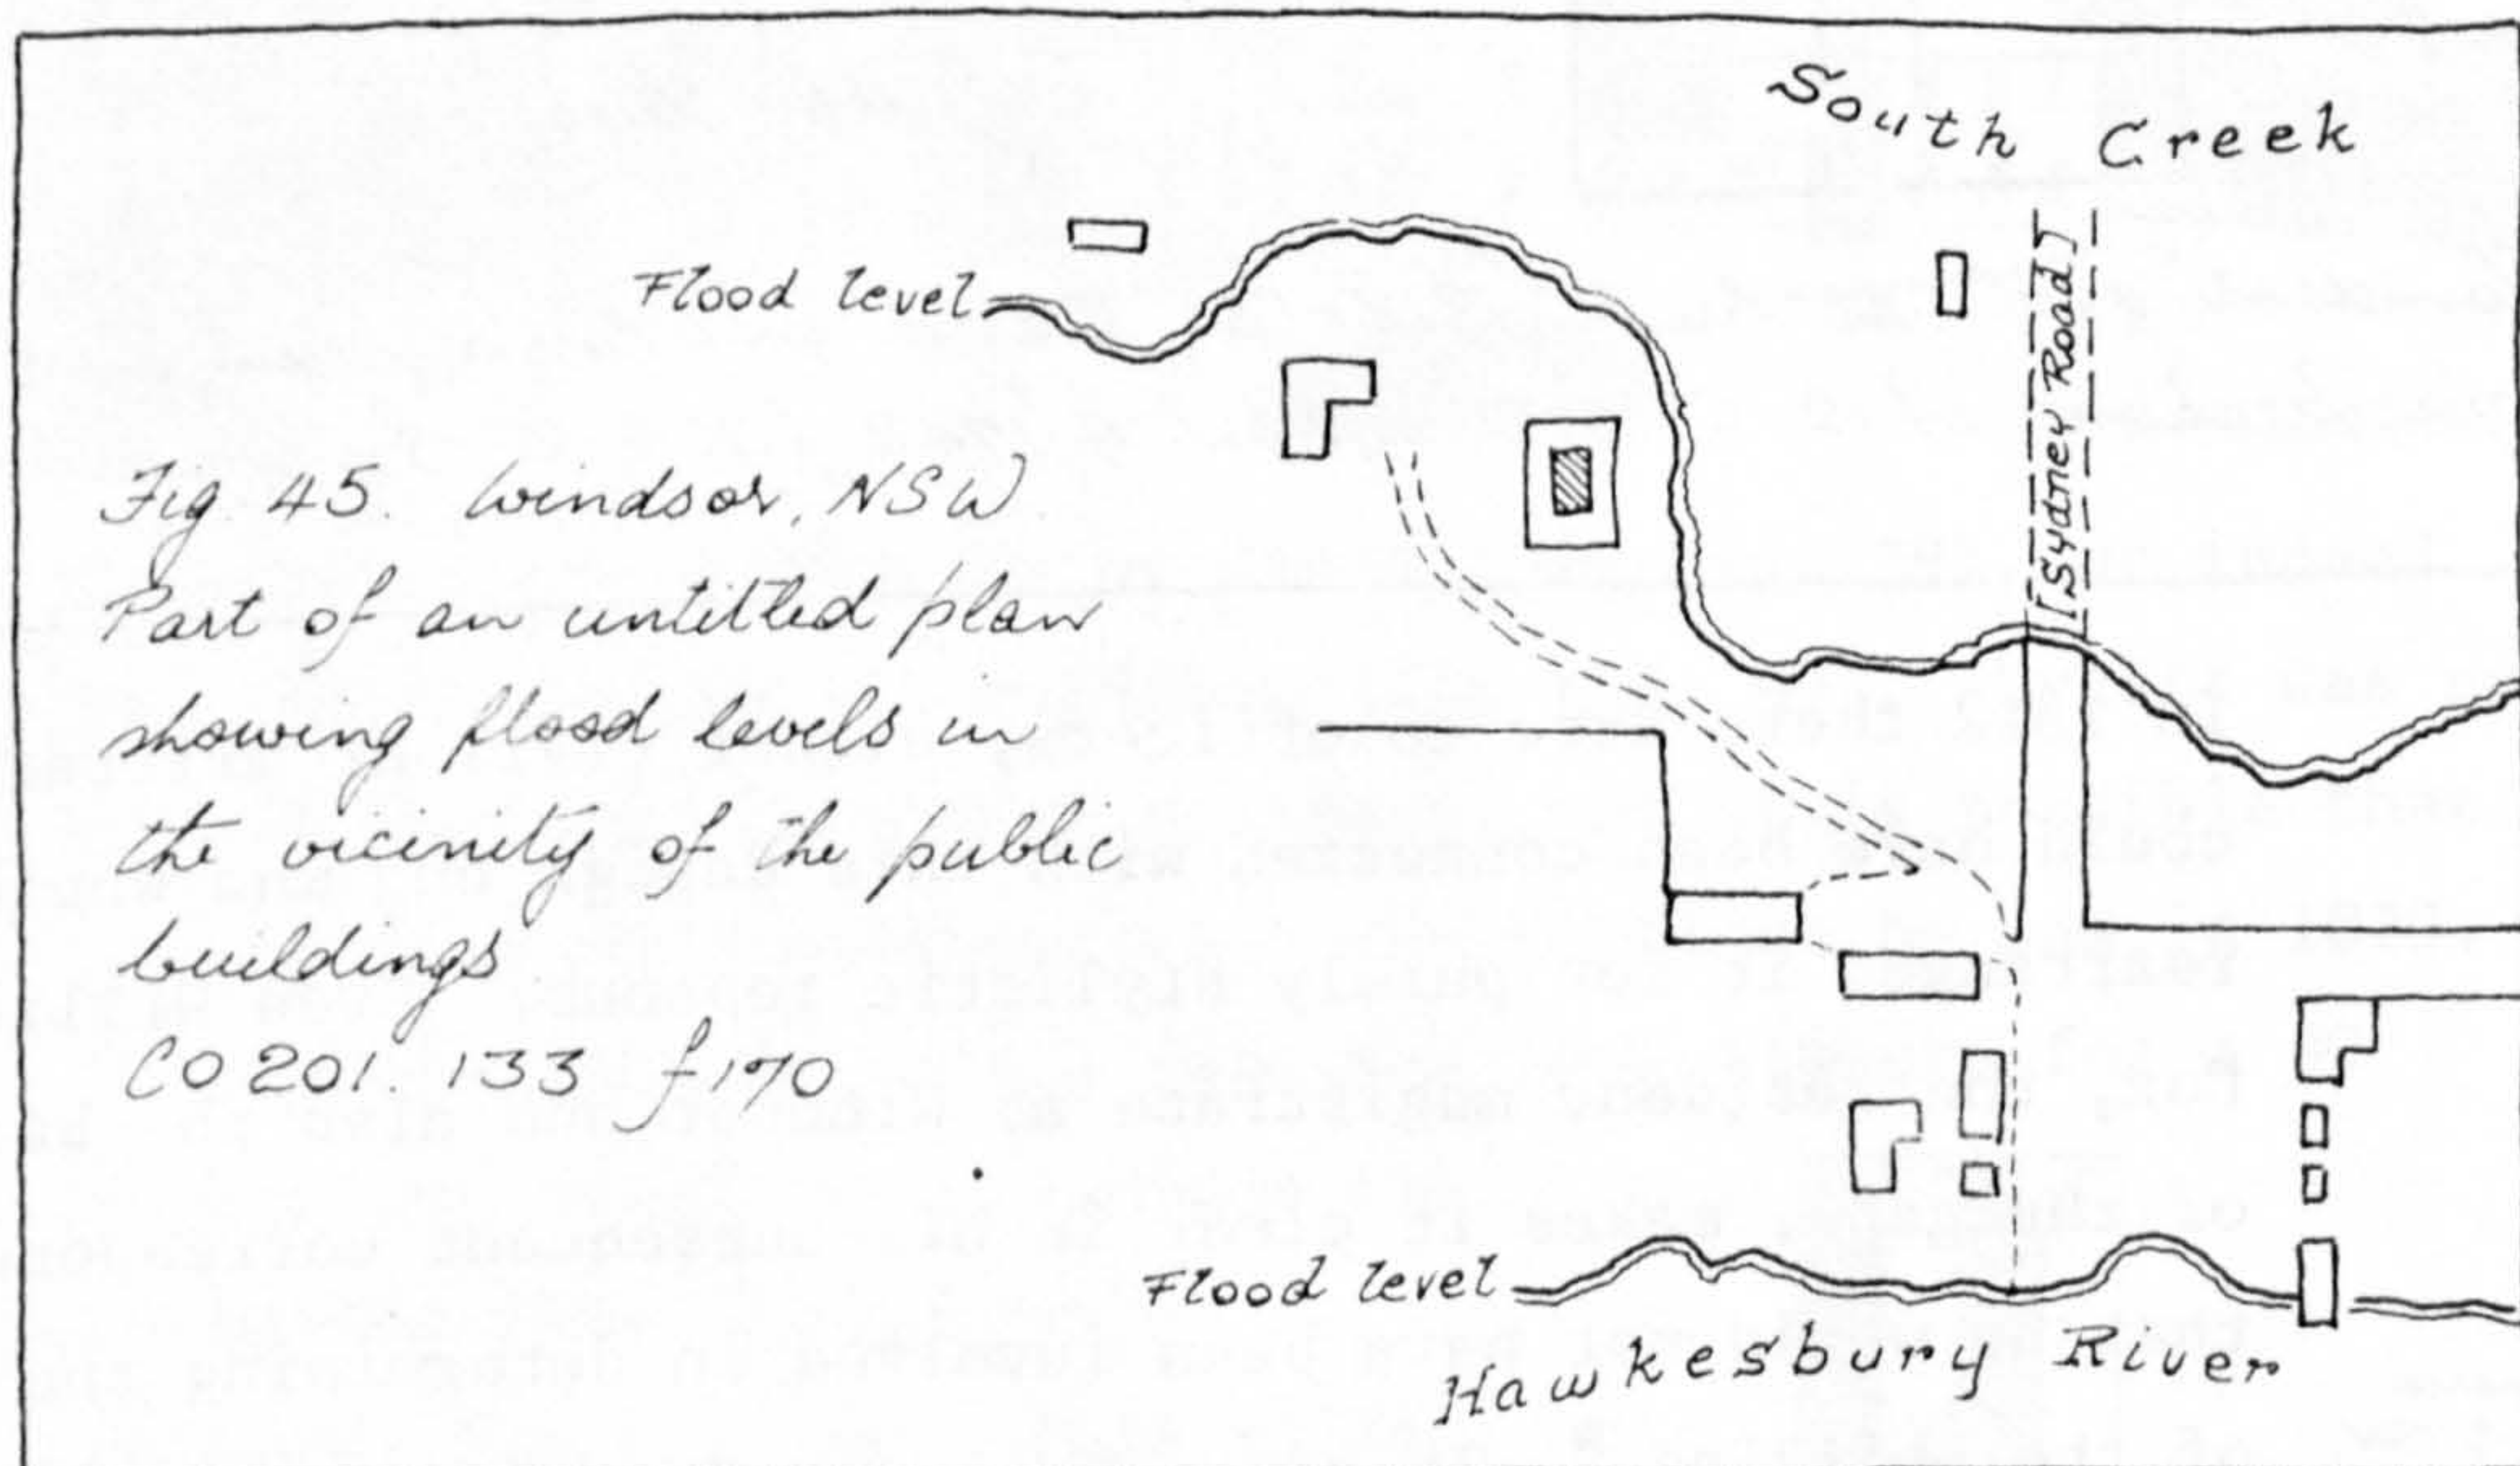 South Creek
Flood level
[Sydney Road]
Fig 45. Windsor, NSW
Part of an untitled plan
showing flood levels in
the vicinity of the public
buildings
CO 201. 133 f170
Flood level
Hawkesbury River